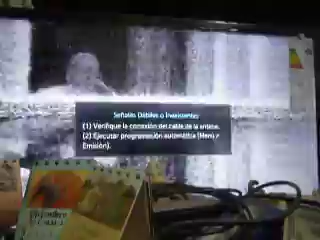 Señales Débiles o Inexistentes
(1) Verifique la conexión del cable de la antena.
(2) Ejecutar programación automática (Menú >
Emisión).